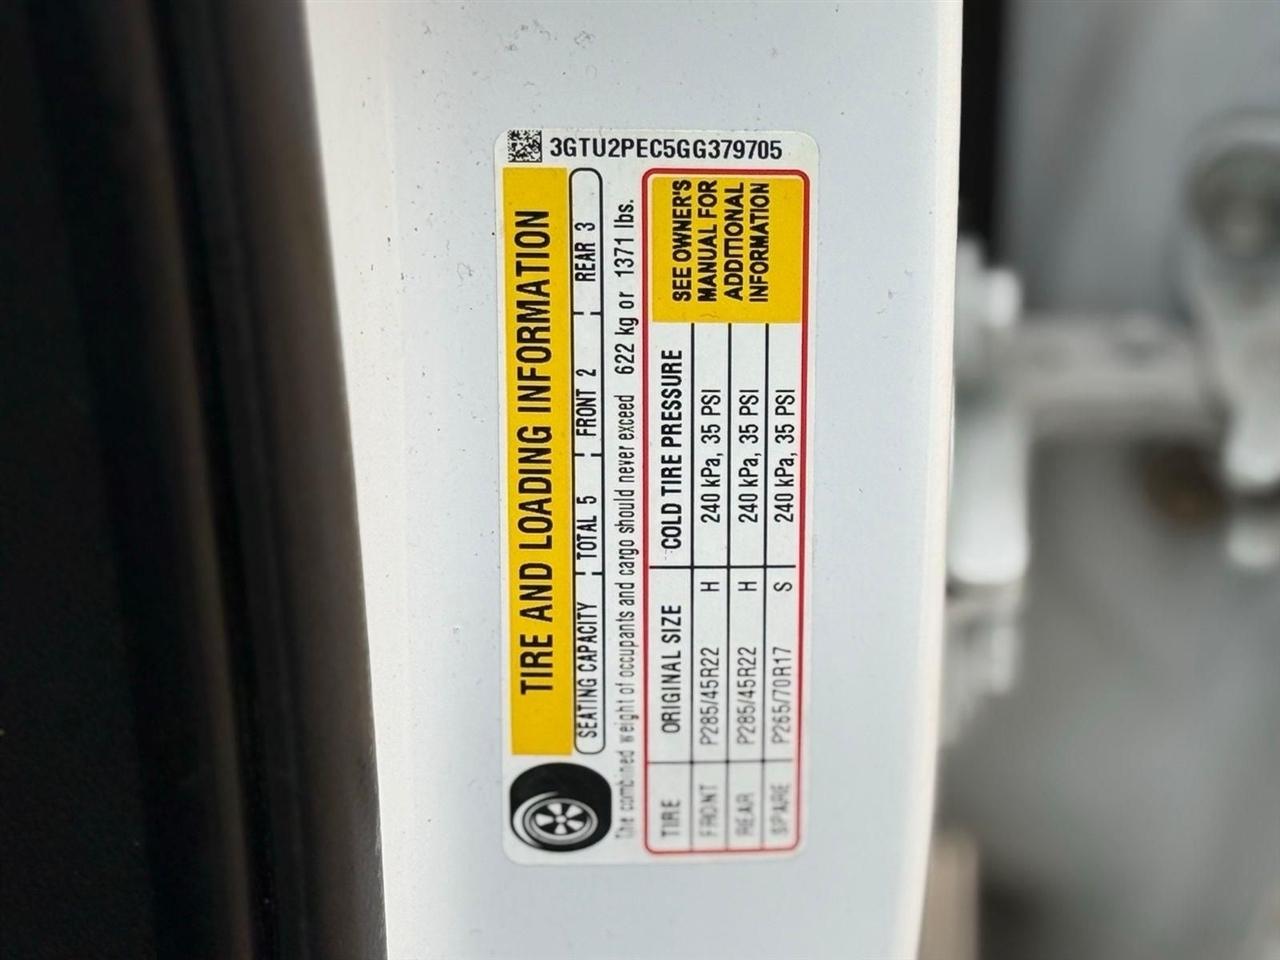 3GTU2PEC5GG379705
TIRE AND LOADING INFORMATION
SEATING CAPACITY TOTAL 5 FRONT 2 REAR 3
The combined weight of occupants and cargo should never exceed 622 kg or 1371 lbs.
TIRE ORIGINAL SIZE COLD TIRE PRESSURE
FRONT P285/45R22 H 240 kPa, 35 PSI
REAR P285/45R22 H 240 kPa, 35 PSI
SPARE P265/70R17 S 240 kPa, 35 PSI
SEE OWNER'S
MANUAL FOR
ADDITIONAL
INFORMATION